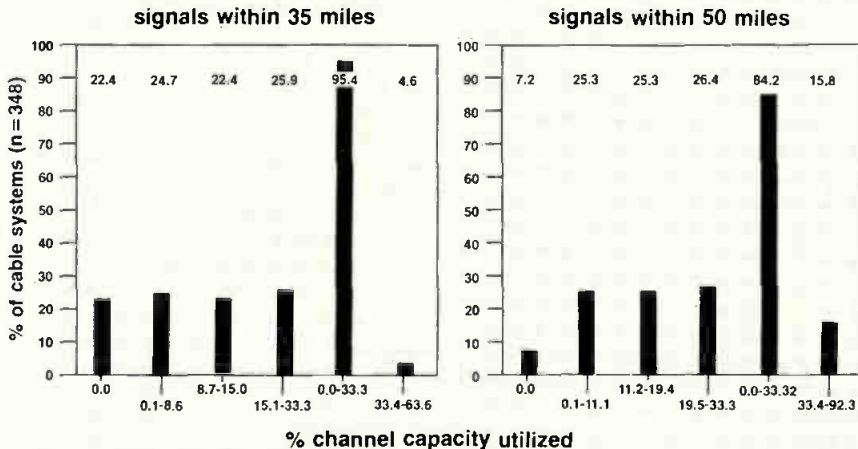 signals within 35 miles
signals within 50 miles
% of cable systems (n=348)
100
90
80
70
60
50
40
30
20
10
0
22.4 24.7 22.4 25.9 95.4 4.6
0.0 8.7-15.0 0.0-33.3
0.1-8.6 15.1-33.3 33.4-63.6
100
90
80
70
60
50
40
30
20
10
0
7.2 25.3 25.3 26.4 84.2 15.8
0.0 11.2-19.4 0.0-33.32
0.1-11.1 19.5-33.3 33.4-92.3
% channel capacity utilized